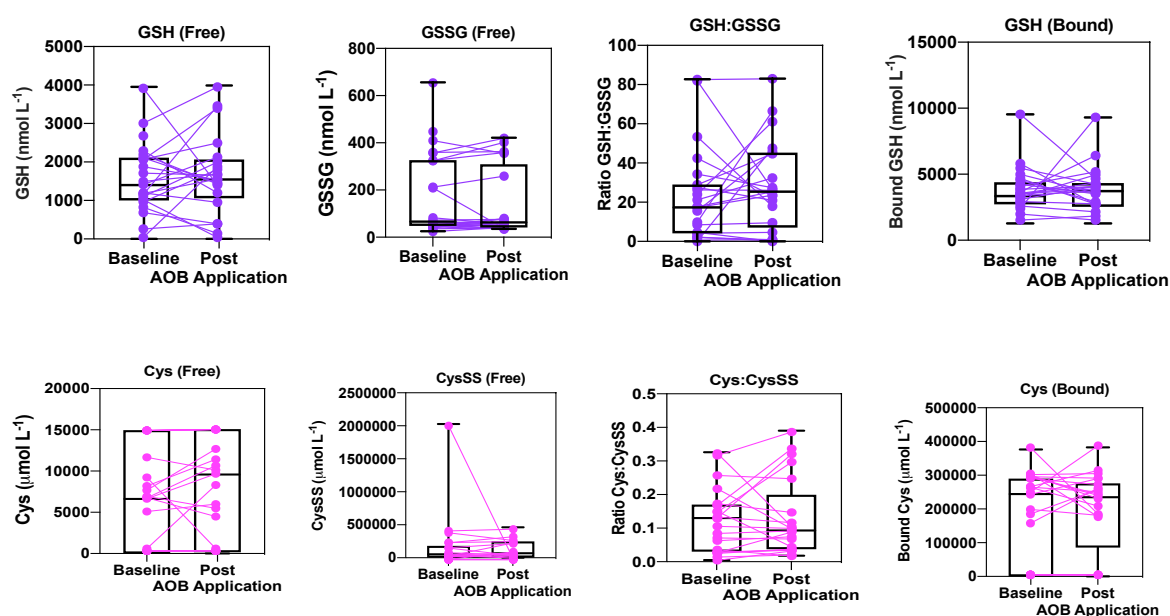 GSH (Free)
GSH (nmol L-1)
5000
4000
3000
2000
1000
0
Baseline Post
AOB Application
GSSG (Free)
GSSG (nmol L-1)
800
600
400
200
0
Baseline Post
AOB Application
GSH:GSSG
Ratio GSH:GSSG
100
80
60
40
20
0
Baseline Post
AOB Application
GSH (Bound)
Bound GSH (nmol L-1)
15000
10000
5000
0
Baseline Post
AOB Application
Cys (Free)
Cys (μmol L-1)
20000
15000
10000
5000
0
Baseline Post
AOB Application
CysSS (Free)
CysSS (μmol L-1)
2500000
2000000
1500000
1000000
500000
0
Baseline Post
AOB Application
Cys:CysSS
Ratio Cys:CysSS
0.5
0.4
0.3
0.2
0.1
0.0
Baseline Post
AOB Application
Cys (Bound)
Bound Cys (μmol L-1)
500000
400000
300000
200000
100000
0
Baseline Post
AOB Application